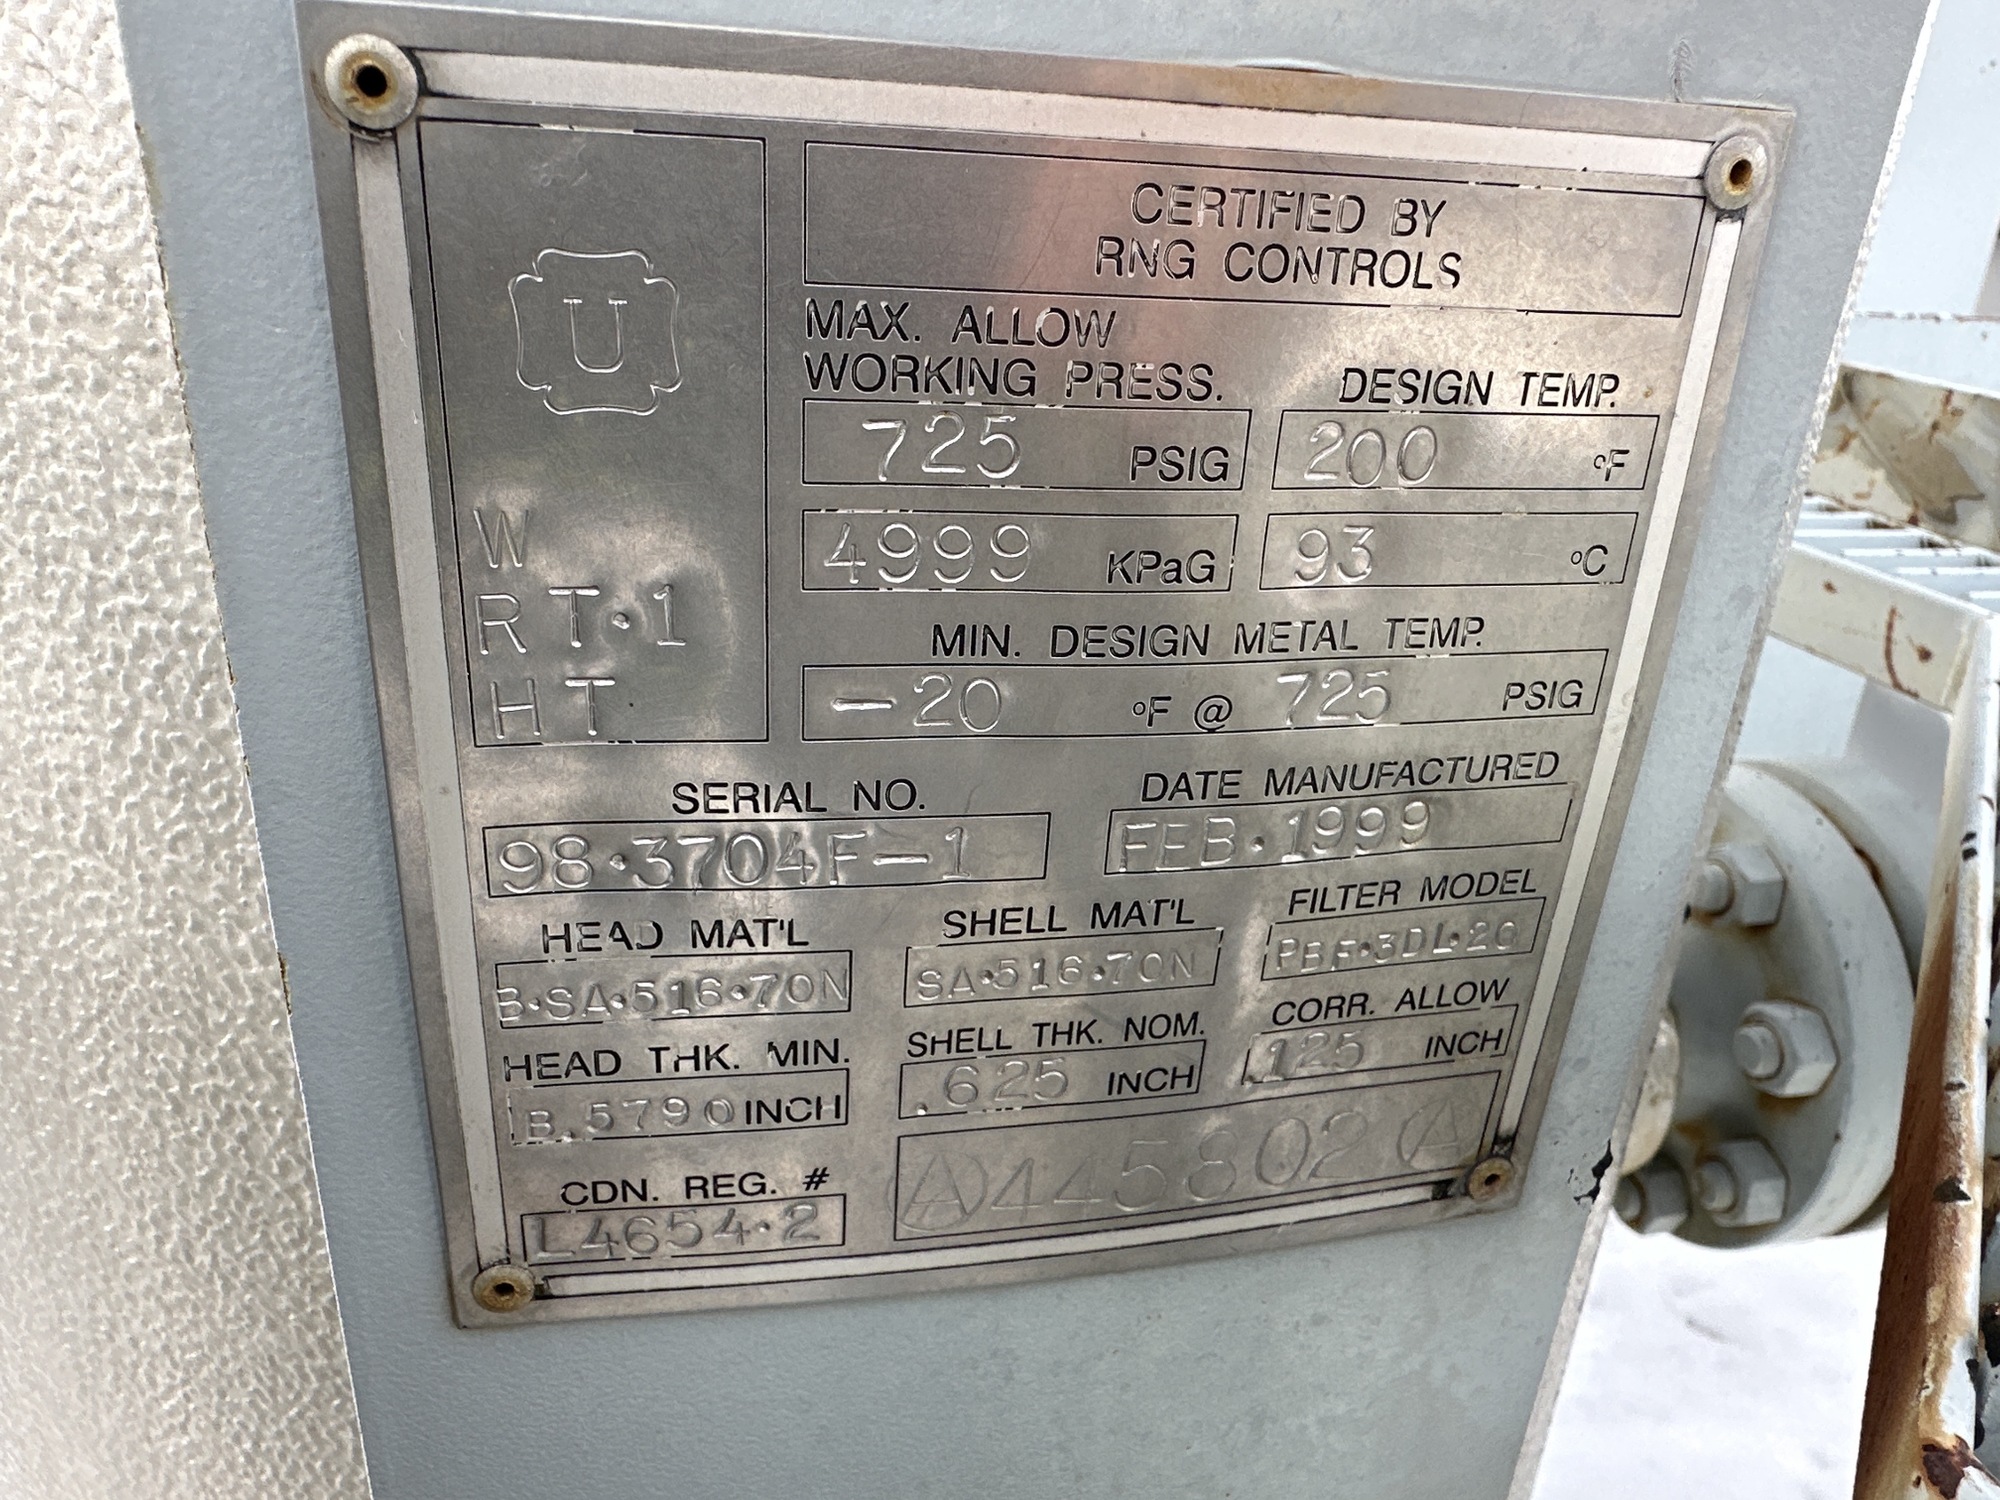 CERTIFIED BY
RNG CONTROLS
U
W
RT·1
HT
MAX. ALLOW
WORKING PRESS.
725 PSIG
4999 KPaG
DESIGN TEMP.
200 °F
93 °C
MIN. DESIGN METAL TEMP.
-20 °F @ 725 PSIG
SERIAL NO.
98·3704F-1
DATE MANUFACTURED
FEB·1999
HEAD MAT'L
B·SA·516·70N
SHELL MAT'L
SA·516·70N
FILTER MODEL
PBF·3DL·20
HEAD THK. MIN.
B.5790 INCH
SHELL THK. NOM.
.625 INCH
CORR. ALLOW
.125 INCH
CDN. REG. #
L4654·2
A 445802 A